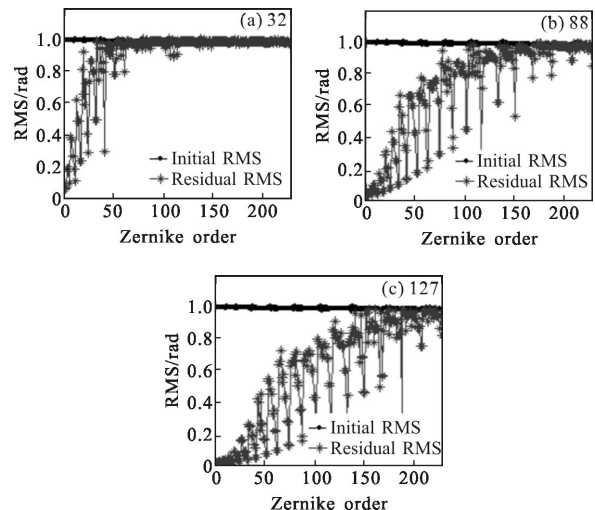 (a) 32
1.0
0.8
0.6
0.4
0.2
0
RMS/rad
Initial RMS
Residual RMS
0 50 100 150 200
Zernike order
(b) 88
1.0
0.8
0.6
0.4
0.2
0
RMS/rad
Initial RMS
Residual RMS
0 50 100 150 200
Zernike order
(c) 127
1.0
0.8
0.6
0.4
0.2
0
RMS/rad
Initial RMS
Residual RMS
0 50 100 150 200
Zernike order